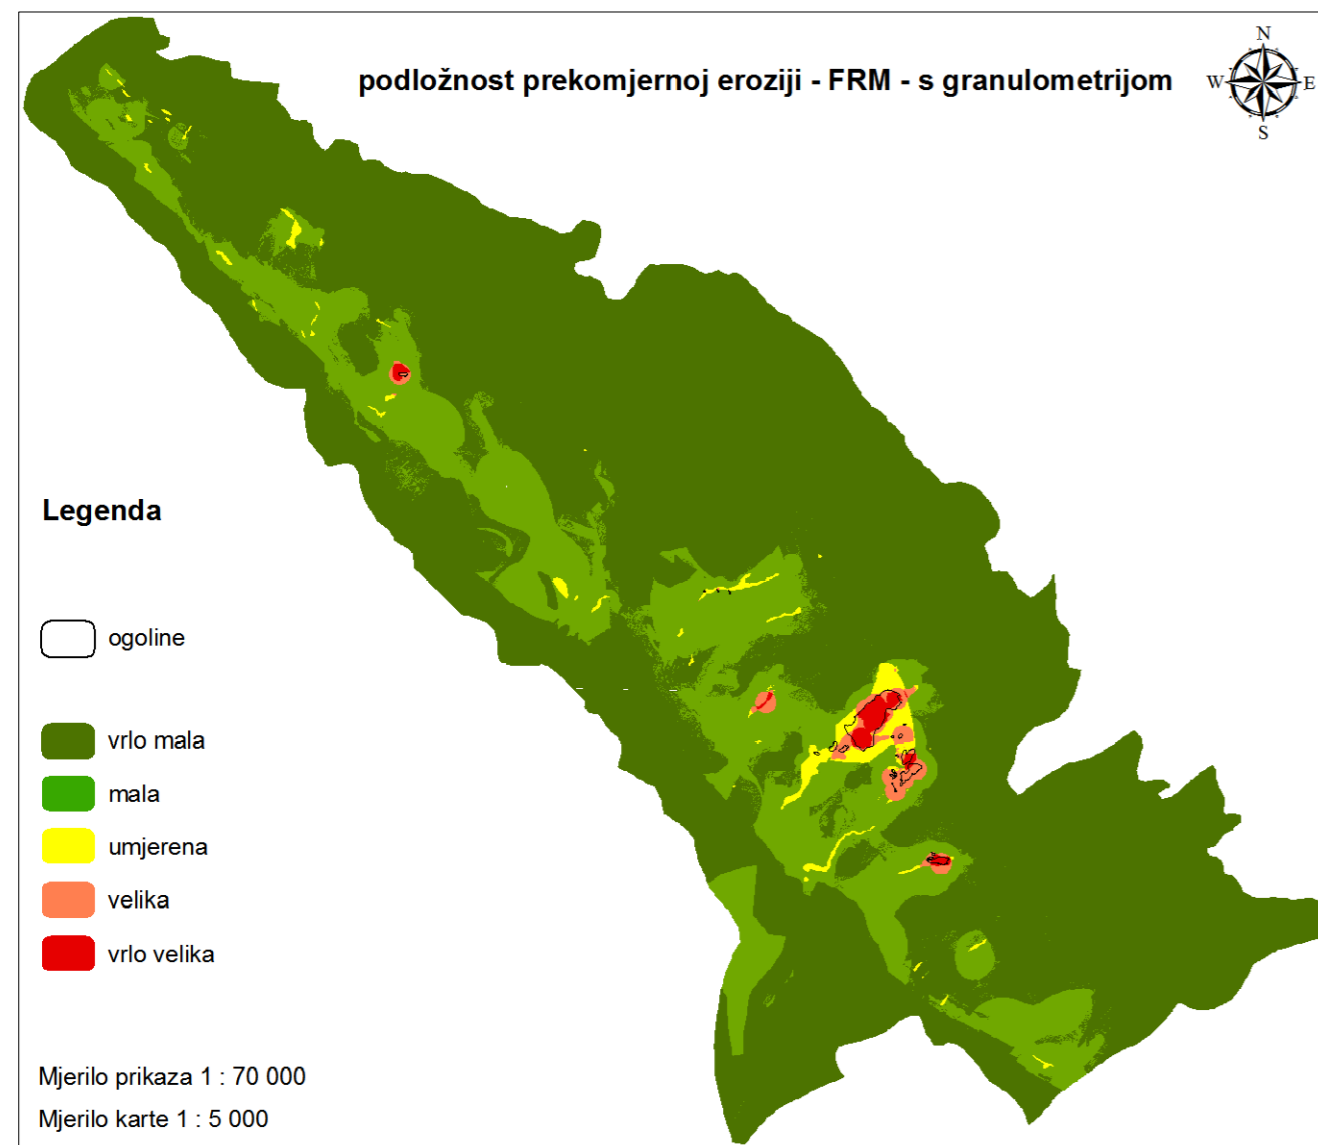 podložnost prekomjernoj eroziji - FRM - s granulometrijom
N
W
E
S
Legenda
ogoline
vrlo mala
mala
umjerena
velika
vrlo velika
Mjerilo prikaza 1 : 70 000
Mjerilo karte 1 : 5 000